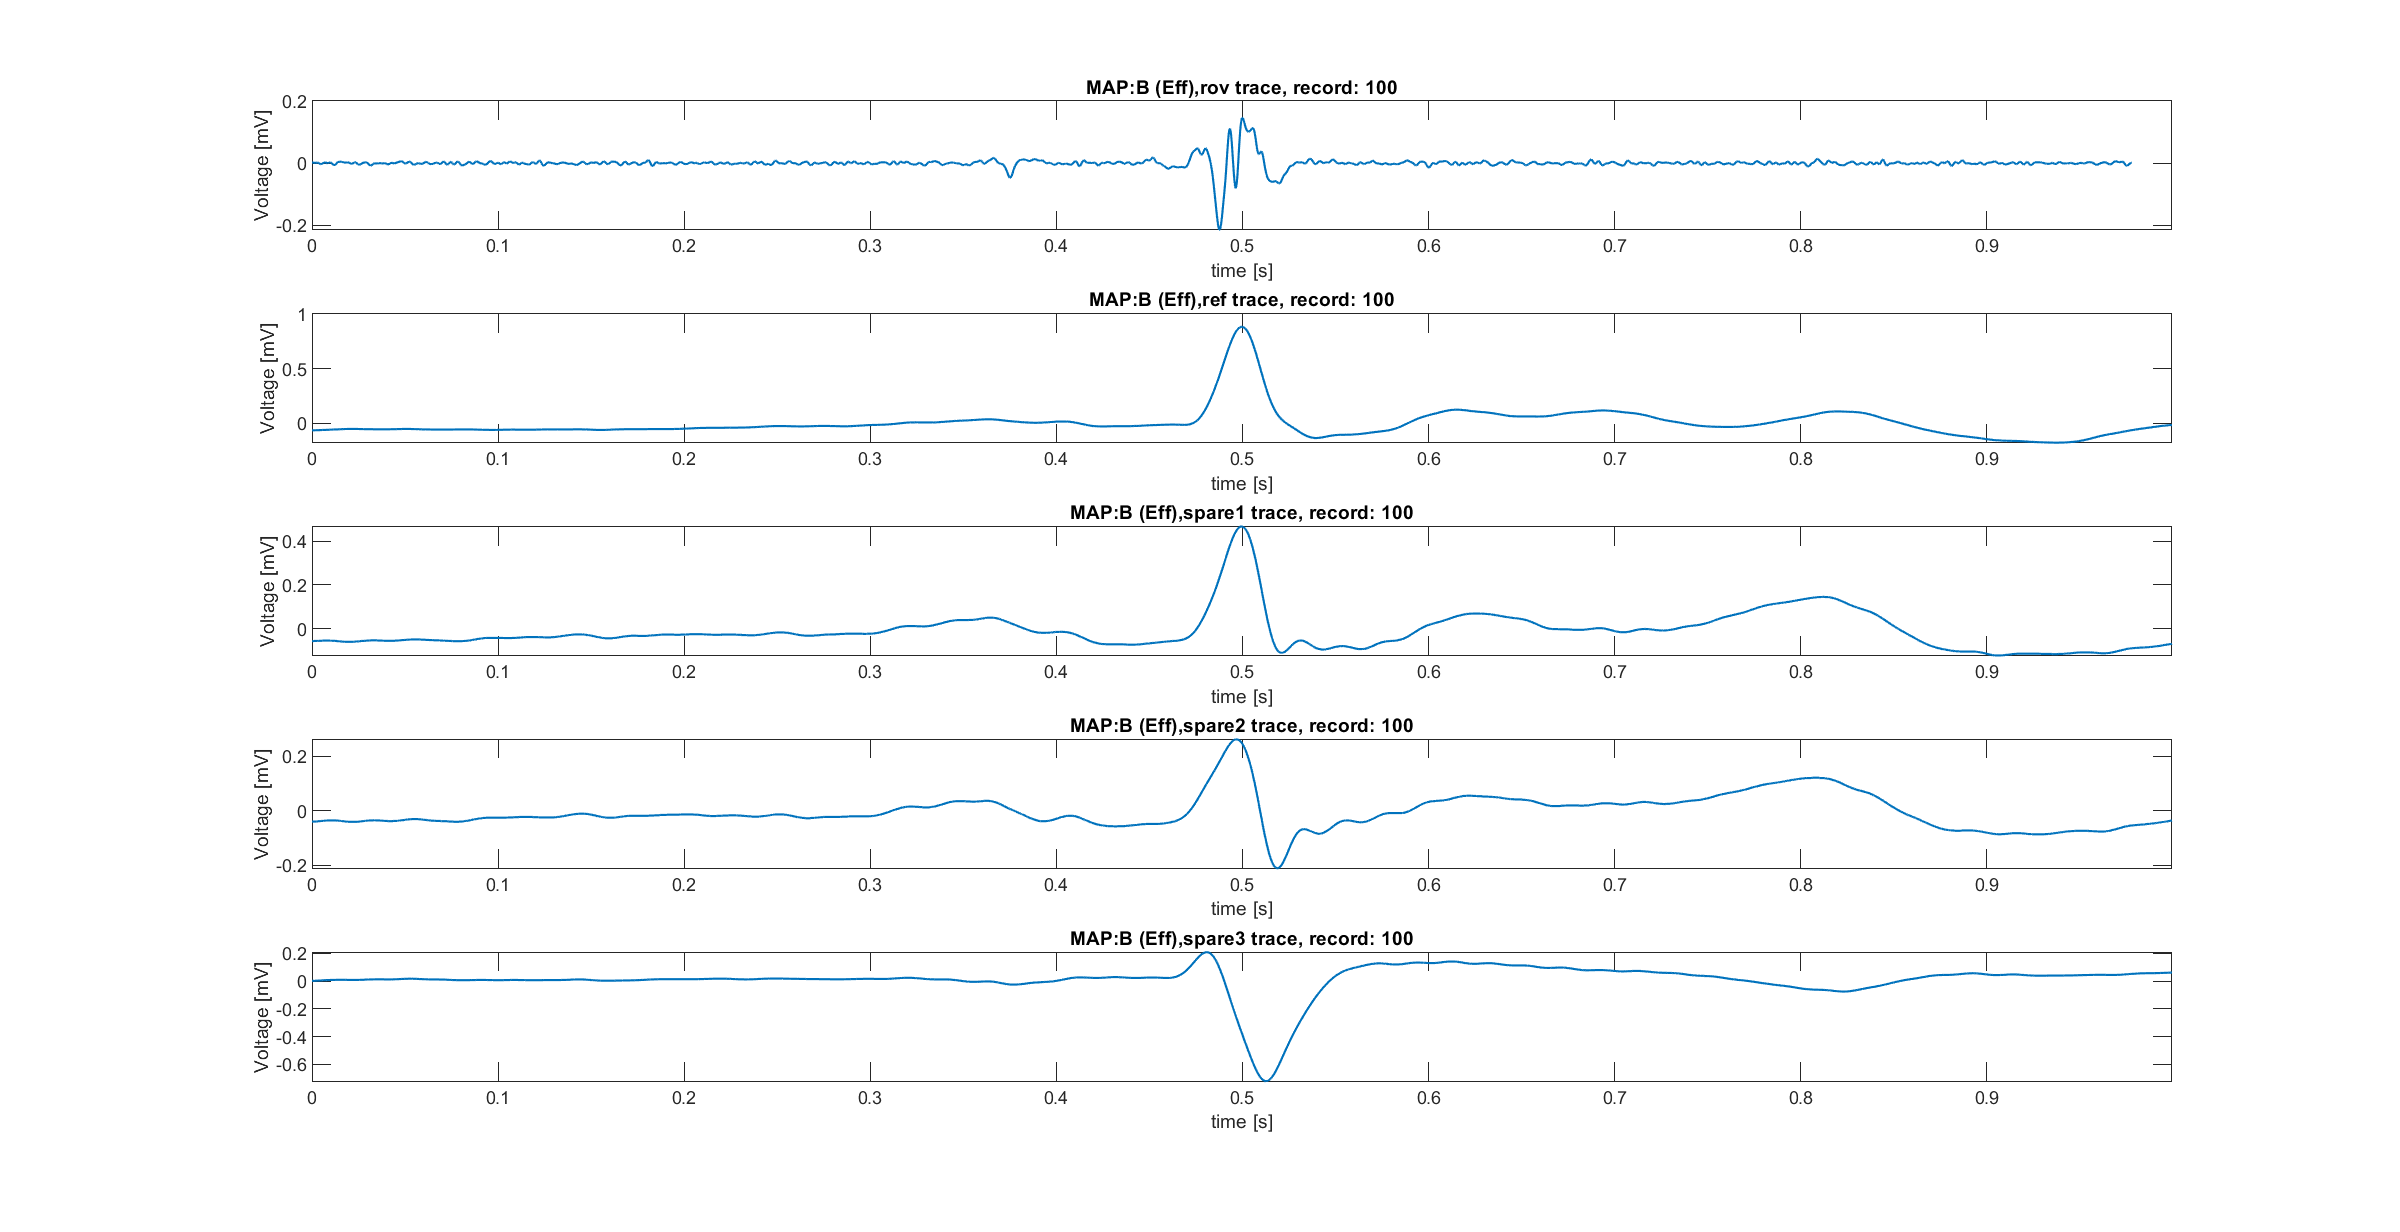 MAP:B (Eff),rov trace, record: 100
Voltage [mV]
0.2
0
-0.2
0 0.1 0.2 0.3 0.4 0.5 0.6 0.7 0.8 0.9
time [s]
MAP:B (Eff),ref trace, record: 100
Voltage [mV]
1
0.5
0
0 0.1 0.2 0.3 0.4 0.5 0.6 0.7 0.8 0.9
time [s]
MAP:B (Eff),spare1 trace, record: 100
Voltage [mV]
0.4
0.2
0
0 0.1 0.2 0.3 0.4 0.5 0.6 0.7 0.8 0.9
time [s]
MAP:B (Eff),spare2 trace, record: 100
Voltage [mV]
0.2
0
-0.2
0 0.1 0.2 0.3 0.4 0.5 0.6 0.7 0.8 0.9
time [s]
MAP:B (Eff),spare3 trace, record: 100
Voltage [mV]
0.2
0
-0.2
-0.4
-0.6
0 0.1 0.2 0.3 0.4 0.5 0.6 0.7 0.8 0.9
time [s]